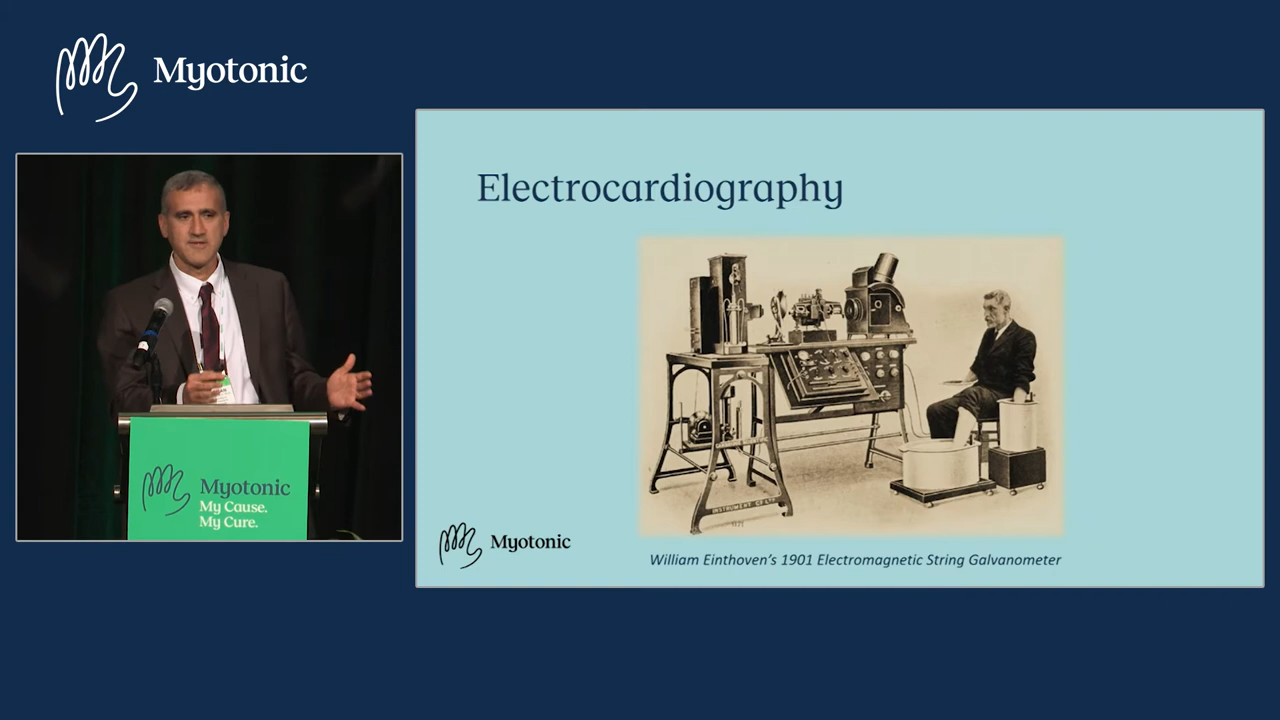 Myotonic
Electrocardiography
Myotonic
My Cause.
My Cure.
INSTRUMENT CO LTD
Myotonic
William Einthoven's 1901 Electromagnetic String Galvanometer